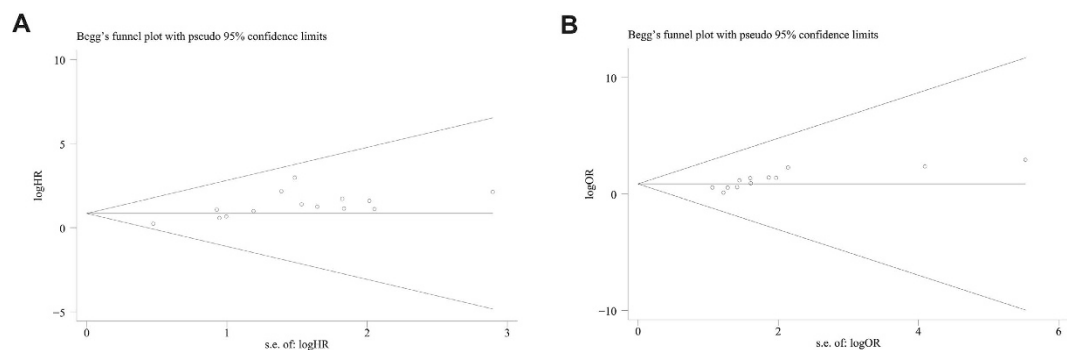 A
Begg's funnel plot with pseudo 95% confidence limits
10
5
0
−5
logHR
0
1
2
3
s.e. of: logHR
B
Begg's funnel plot with pseudo 95% confidence limits
10
0
−10
logOR
0
2
4
6
s.e. of: logOR